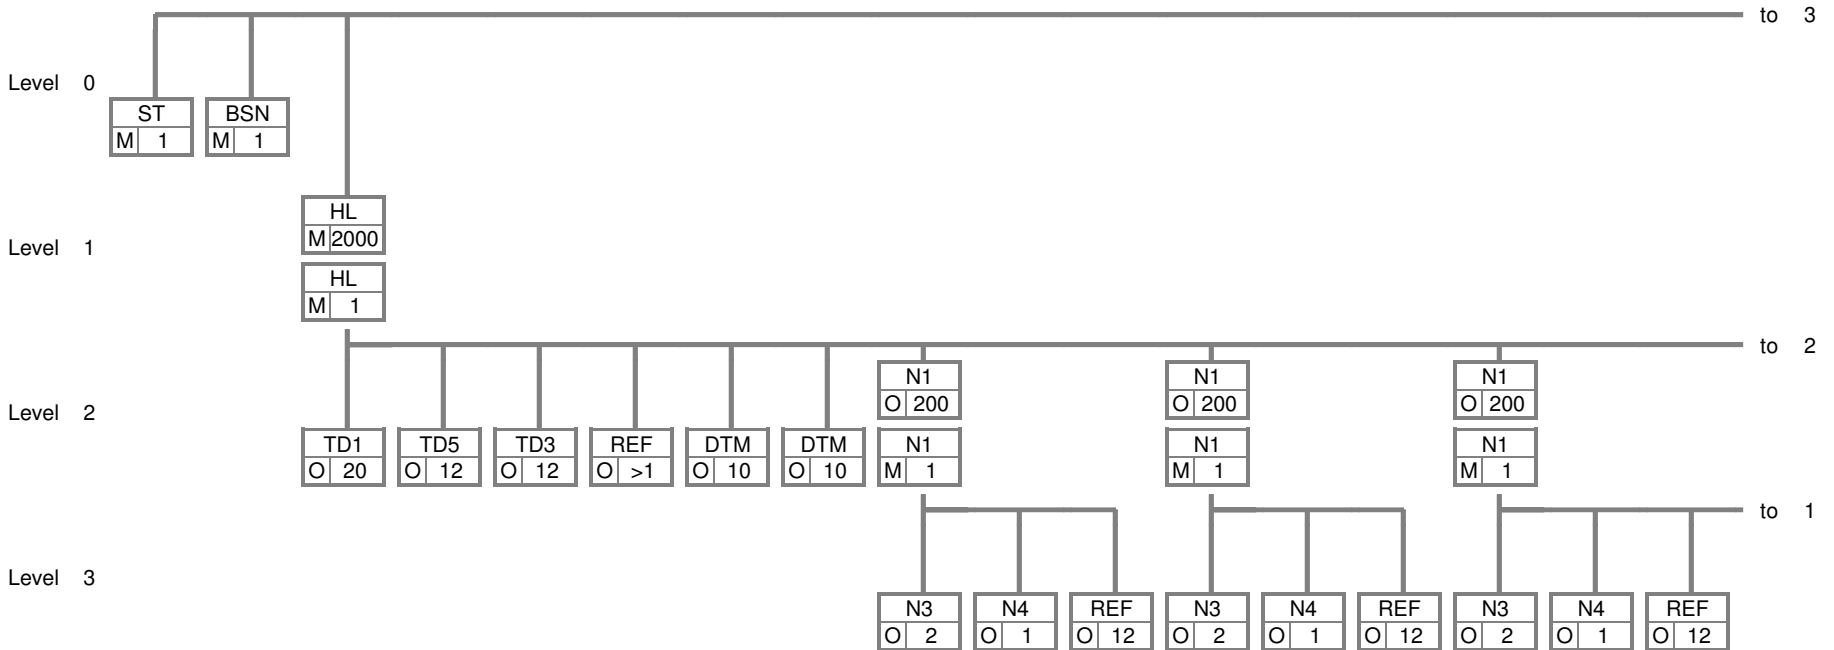 to 3
Level 0
ST BSN
M 1 M 1
HL
M 2000
Level 1
HL
M 1
to 2
N1 N1 N1
O 200 O 200 O 200
Level 2
TD1 TD5 TD3 REF DTM DTM N1 N1 N1
O 20 O 12 O 12 O >1 O 10 O 10 M 1 M 1 M 1
to 1
Level 3
N3 N4 REF N3 N4 REF N3 N4 REF
O 2 O 1 O 12 O 2 O 1 O 12 O 2 O 1 O 12